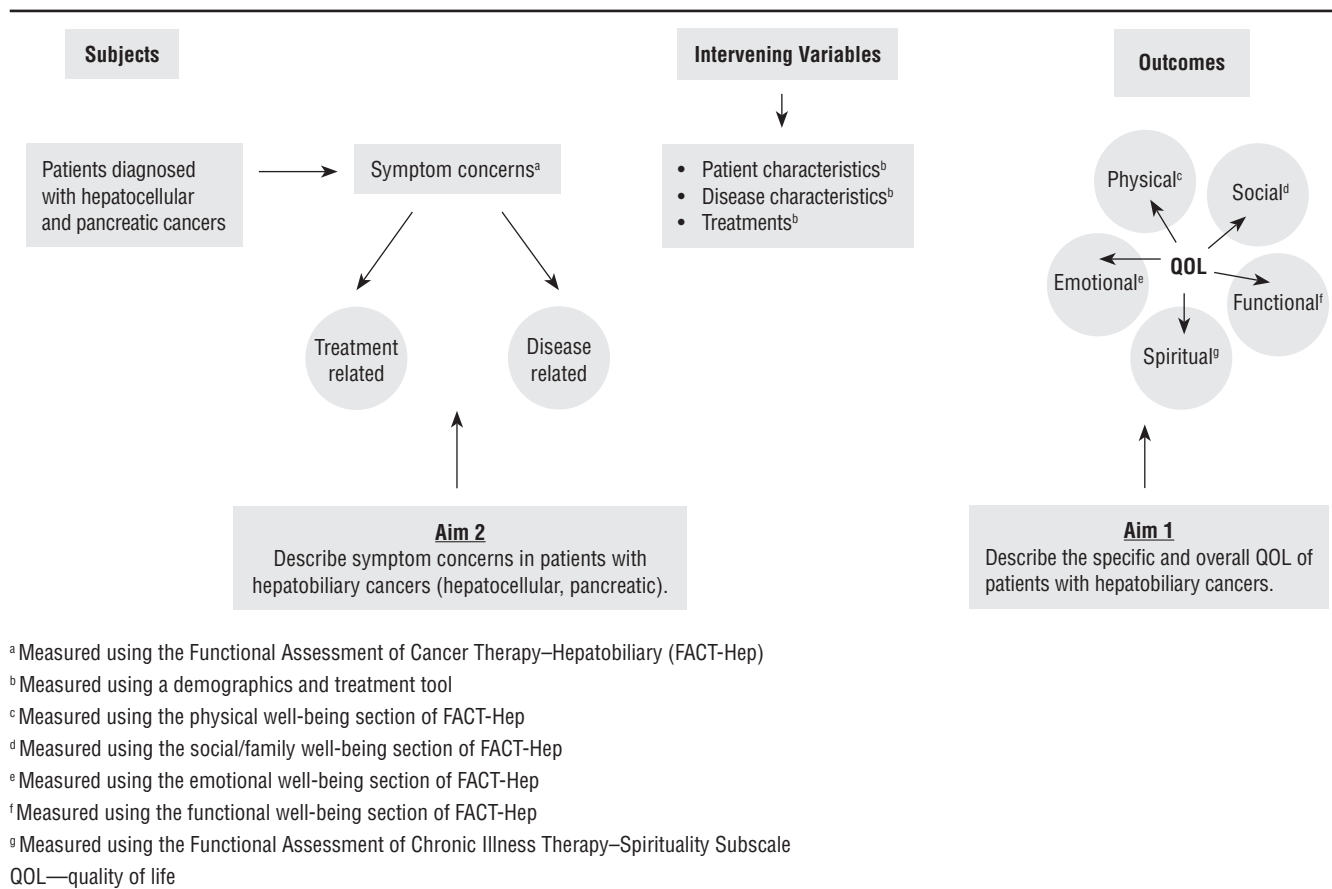 Subjects
Intervening Variables
Outcomes
Patients diagnosed
with hepatocellular
and pancreatic cancers
Symptom concernsᵃ
• Patient characteristicsᵇ
• Disease characteristicsᵇ
• Treatmentsᵇ
Physicalᶜ
Socialᵈ
QOL
Emotionalᵉ
Functionalᶠ
Spiritualᵍ
Treatment
related
Disease
related
Aim 2
Describe symptom concerns in patients with
hepatobiliary cancers (hepatocellular, pancreatic).
Aim 1
Describe the specific and overall QOL of
patients with hepatobiliary cancers.
ᵃ Measured using the Functional Assessment of Cancer Therapy–Hepatobiliary (FACT-Hep)
ᵇ Measured using a demographics and treatment tool
ᶜ Measured using the physical well-being section of FACT-Hep
ᵈ Measured using the social/family well-being section of FACT-Hep
ᵉ Measured using the emotional well-being section of FACT-Hep
ᶠ Measured using the functional well-being section of FACT-Hep
ᵍ Measured using the Functional Assessment of Chronic Illness Therapy–Spirituality Subscale
QOL—quality of life